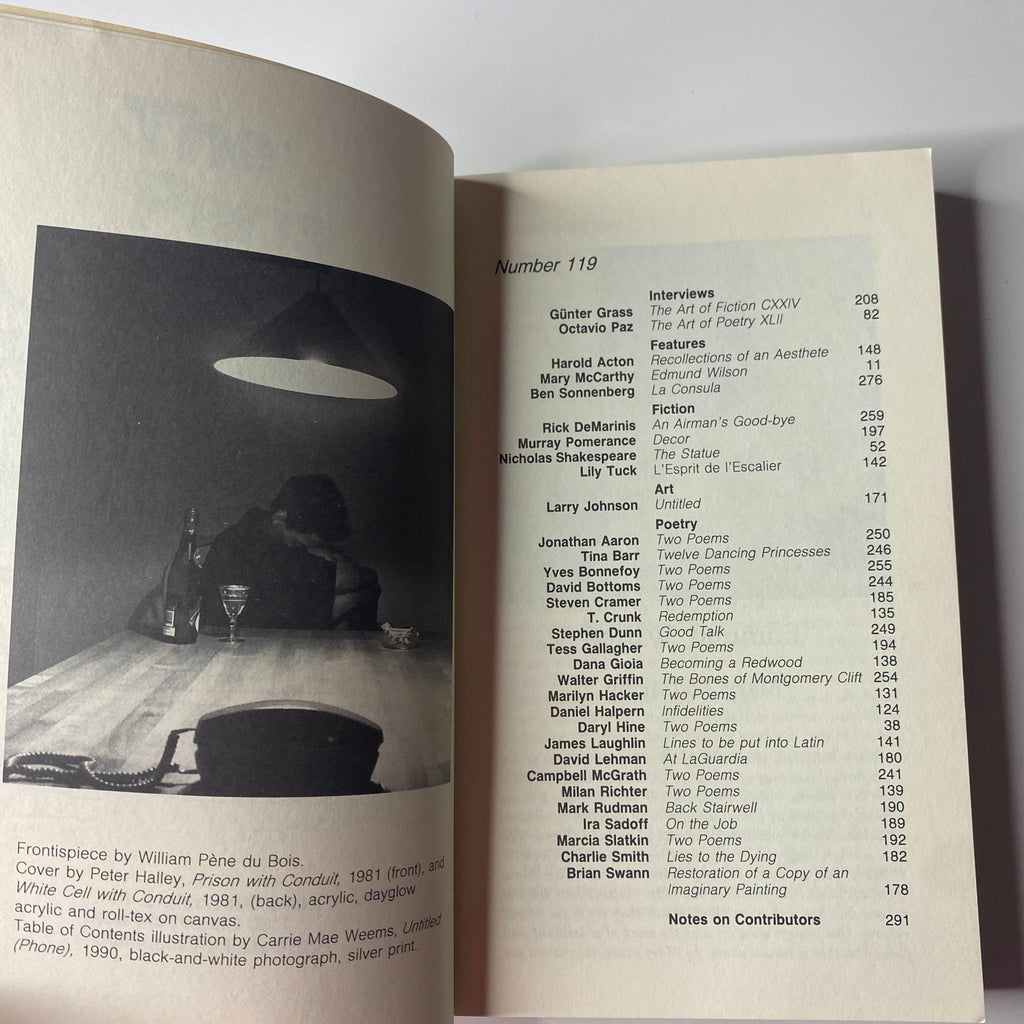 Frontispiece by William Pène du Bois.
Cover by Peter Halley, Prison with Conduit, 1981 (front), and
White Cell with Conduit, 1981, (back), acrylic, dayglow
acrylic and roll-tex on canvas.
Table of Contents illustration by Carrie Mae Weems, Untitled
(Phone), 1990, black-and-white photograph, silver print.
Number 119
Interviews
Günter Grass The Art of Fiction CXXIV 208
Octavio Paz The Art of Poetry XLII 82
Features
Harold Acton Recollections of an Aesthete 148
Mary McCarthy Edmund Wilson 11
Ben Sonnenberg La Consula 276
Fiction
Rick DeMarinis An Airman's Good-bye 259
Murray Pomerance Decor 197
Nicholas Shakespeare The Statue 52
Lily Tuck L'Esprit de l'Escalier 142
Art
Larry Johnson Untitled 171
Poetry
Jonathan Aaron Two Poems 250
Tina Barr Twelve Dancing Princesses 246
Yves Bonnefoy Two Poems 255
David Bottoms Two Poems 244
Steven Cramer Two Poems 185
T. Crunk Redemption 135
Stephen Dunn Good Talk 249
Tess Gallagher Two Poems 194
Dana Gioia Becoming a Redwood 138
Walter Griffin The Bones of Montgomery Clift 254
Marilyn Hacker Two Poems 131
Daniel Halpern Infidelities 124
Daryl Hine Two Poems 38
James Laughlin Lines to be put into Latin 141
David Lehman At LaGuardia 180
Campbell McGrath Two Poems 241
Milan Richter Two Poems 139
Mark Rudman Back Stairwell 190
Ira Sadoff On the Job 189
Marcia Slatkin Two Poems 192
Charlie Smith Lies to the Dying 182
Brian Swann Restoration of a Copy of an
Imaginary Painting 178
Notes on Contributors 291